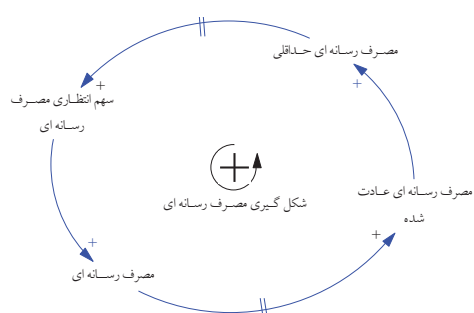 مصرف رسانه ای حداقلی
+
+
سهم انتظاری مصرف
رسانه ای
شکل گیری مصرف رسانه ای
مصرف رسانه ای عادت
شده
+
+
مصرف رسانه ای